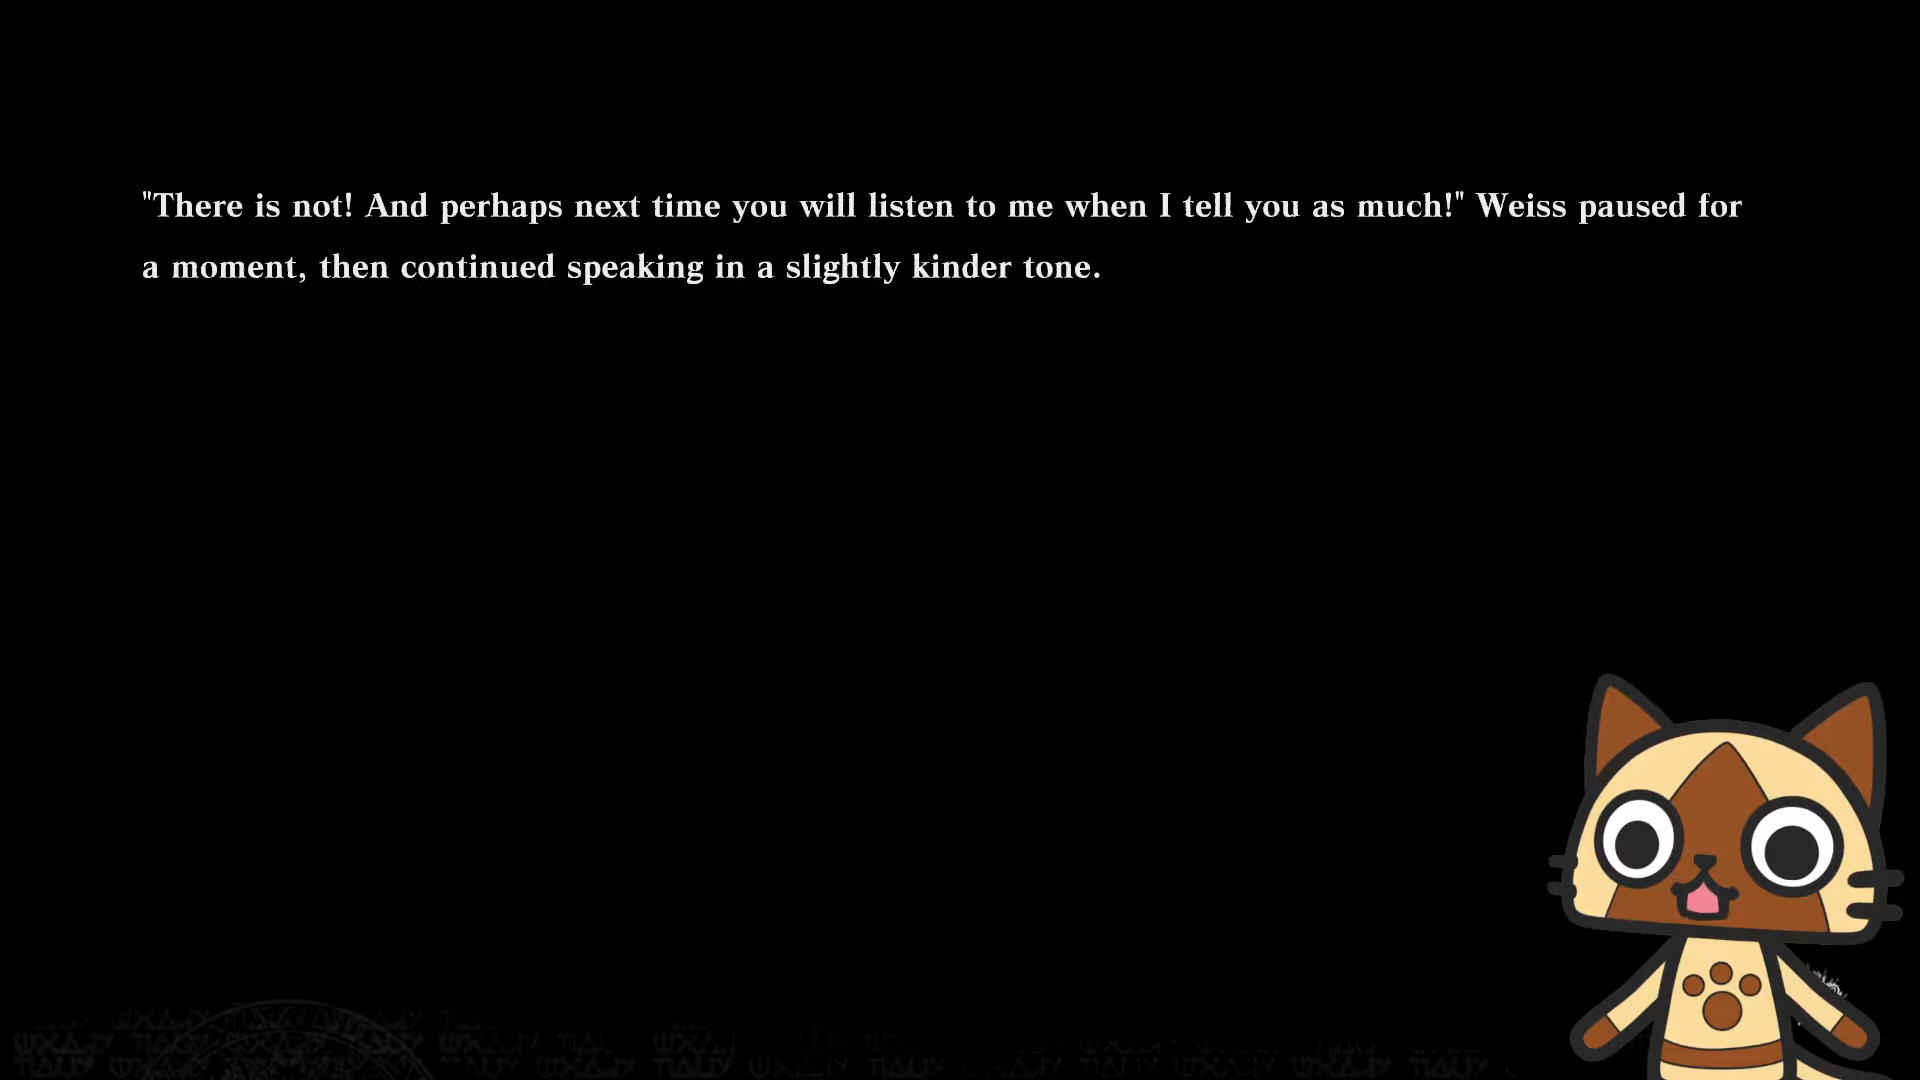 "There is not! And perhaps next time you will listen to me when I tell you as much!" Weiss paused for
a moment, then continued speaking in a slightly kinder tone.